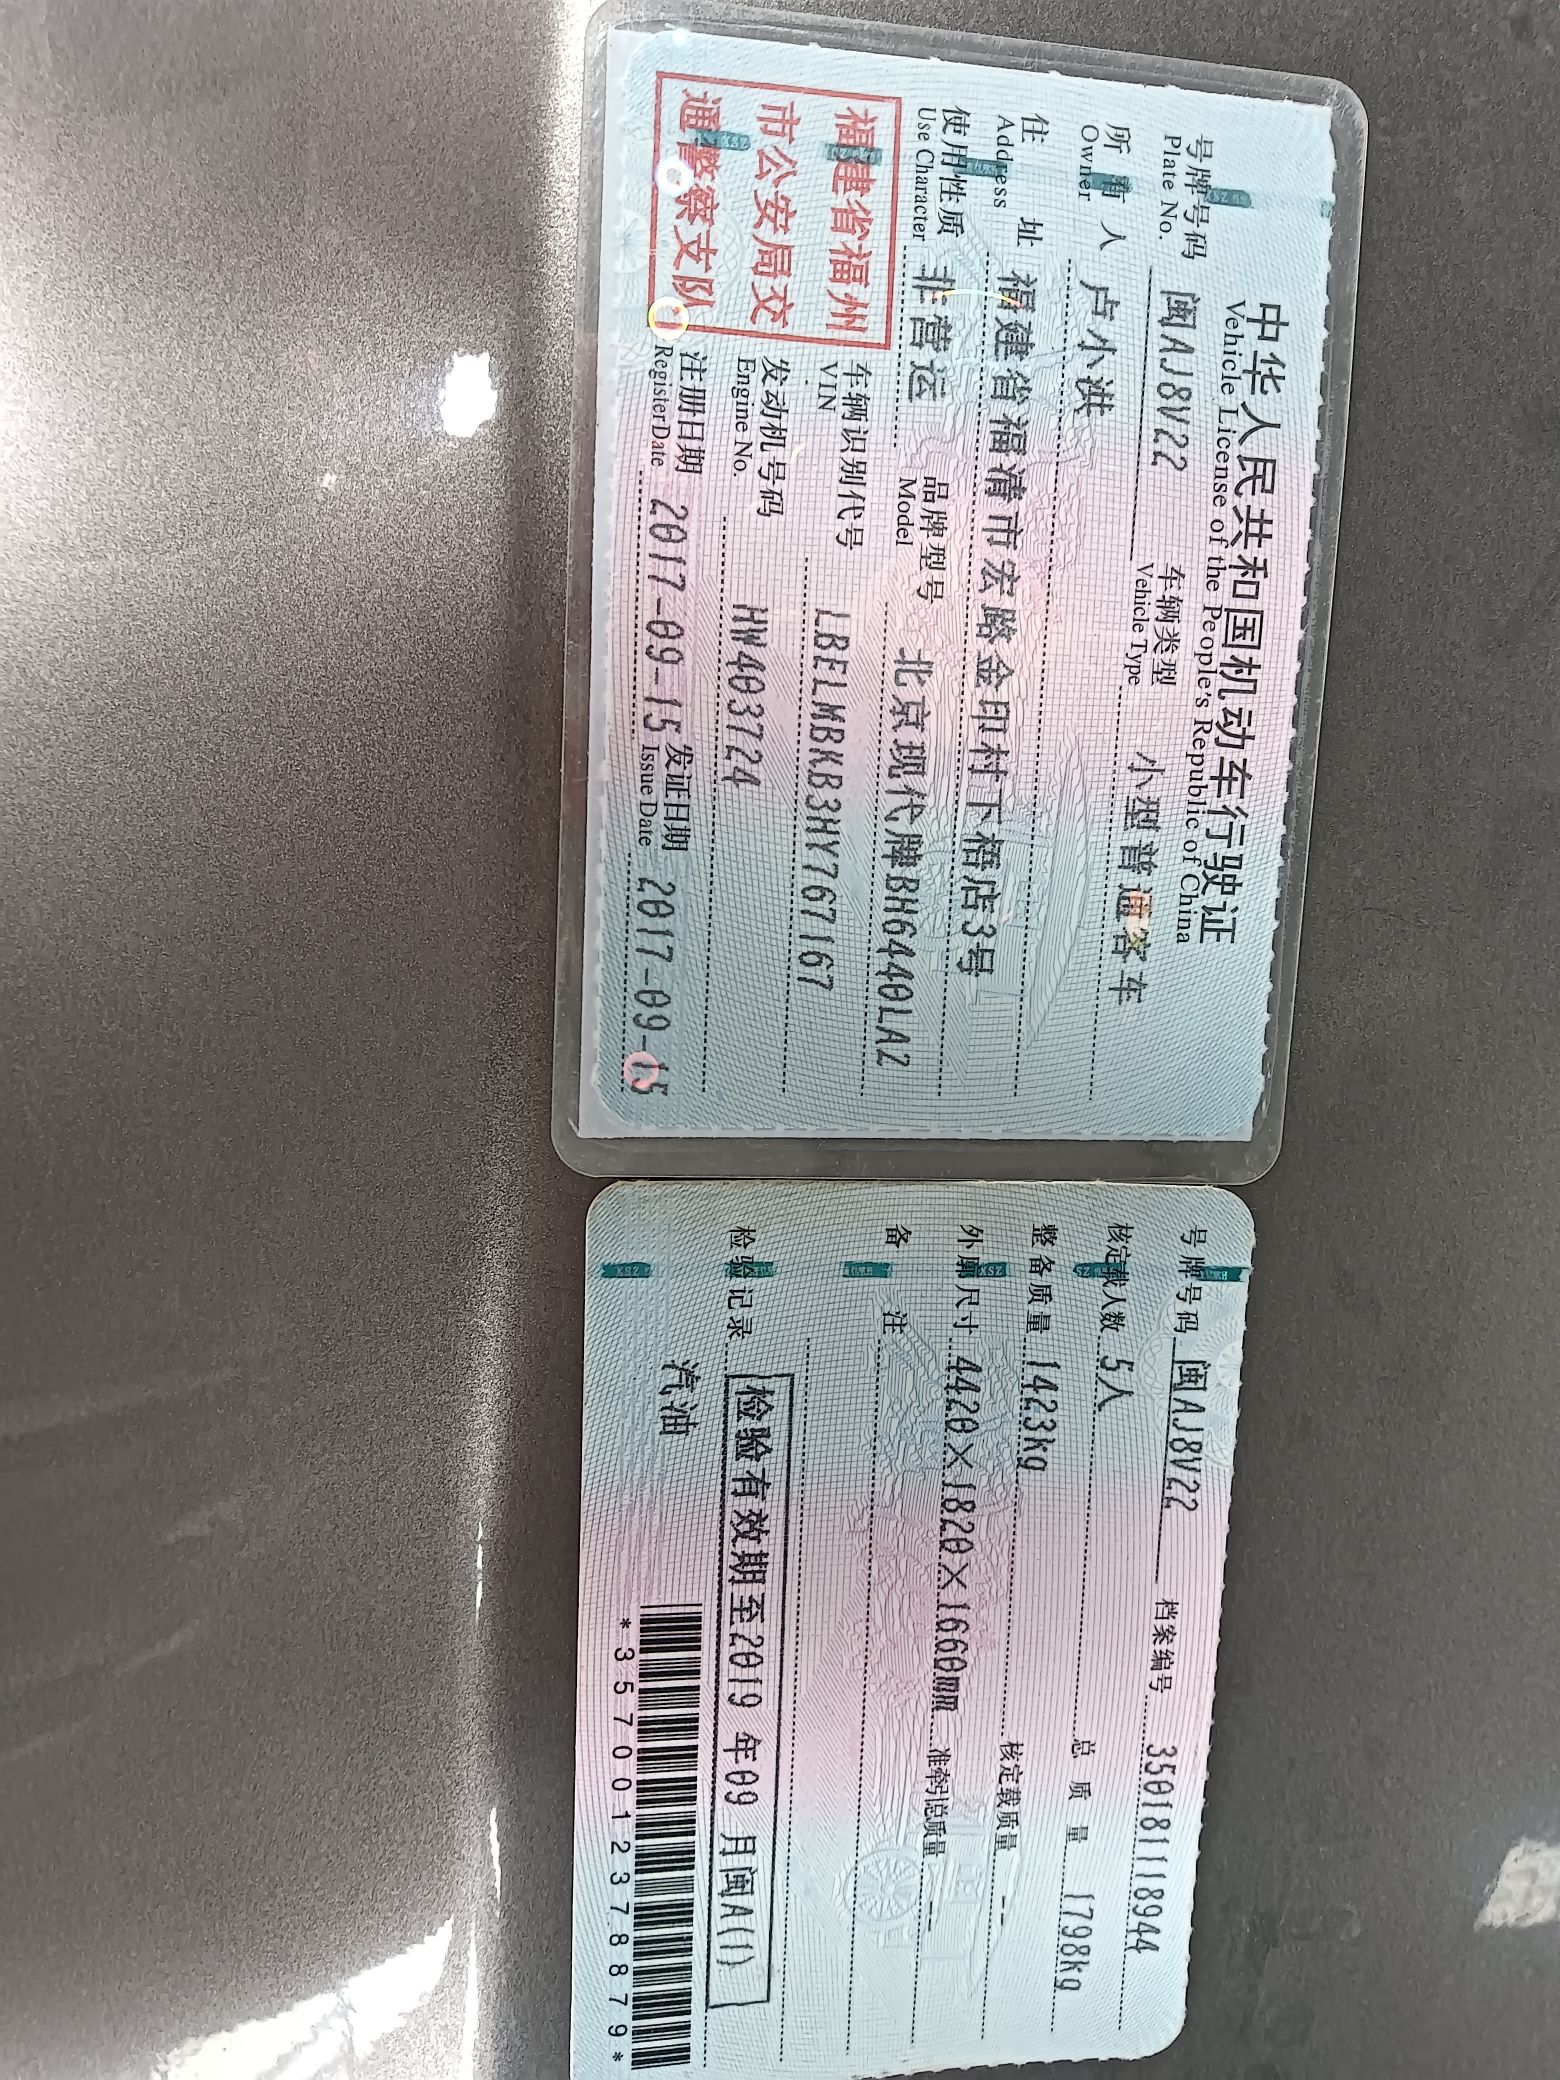 中华人民共和国机动车行驶证
Vehicle License of the People's Republic of China
号牌号码 闽AJ8V22 车辆类型 小型普通客车
Plate No. Vehicle Type
所有人 卢小洪
Owner
住址 福建省福清市宏路金印村下梧店3号
Address
使用性质 非营运 品牌型号 北京现代牌BH6440LAZ
Use Character Model
福建省福州
市公安局交
通警察支队
车辆识别代号 LBELMBKB3HY767167
VIN
发动机号码 HW403724
Engine No.
注册日期 2017-09-15 发证日期 2017-09-15
Register Date Issue Date
号牌号码 闽AJ8V22 档案编号 350181118944
核定载人数 5人 总质量 1798kg
整备质量 1423kg 核定载质量 --
外廓尺寸 4420×1820×1660mm 准牵引总质量 --
备注
检验记录 检验有效期至2019年09月闽A(1)
汽油
*3570012378879*